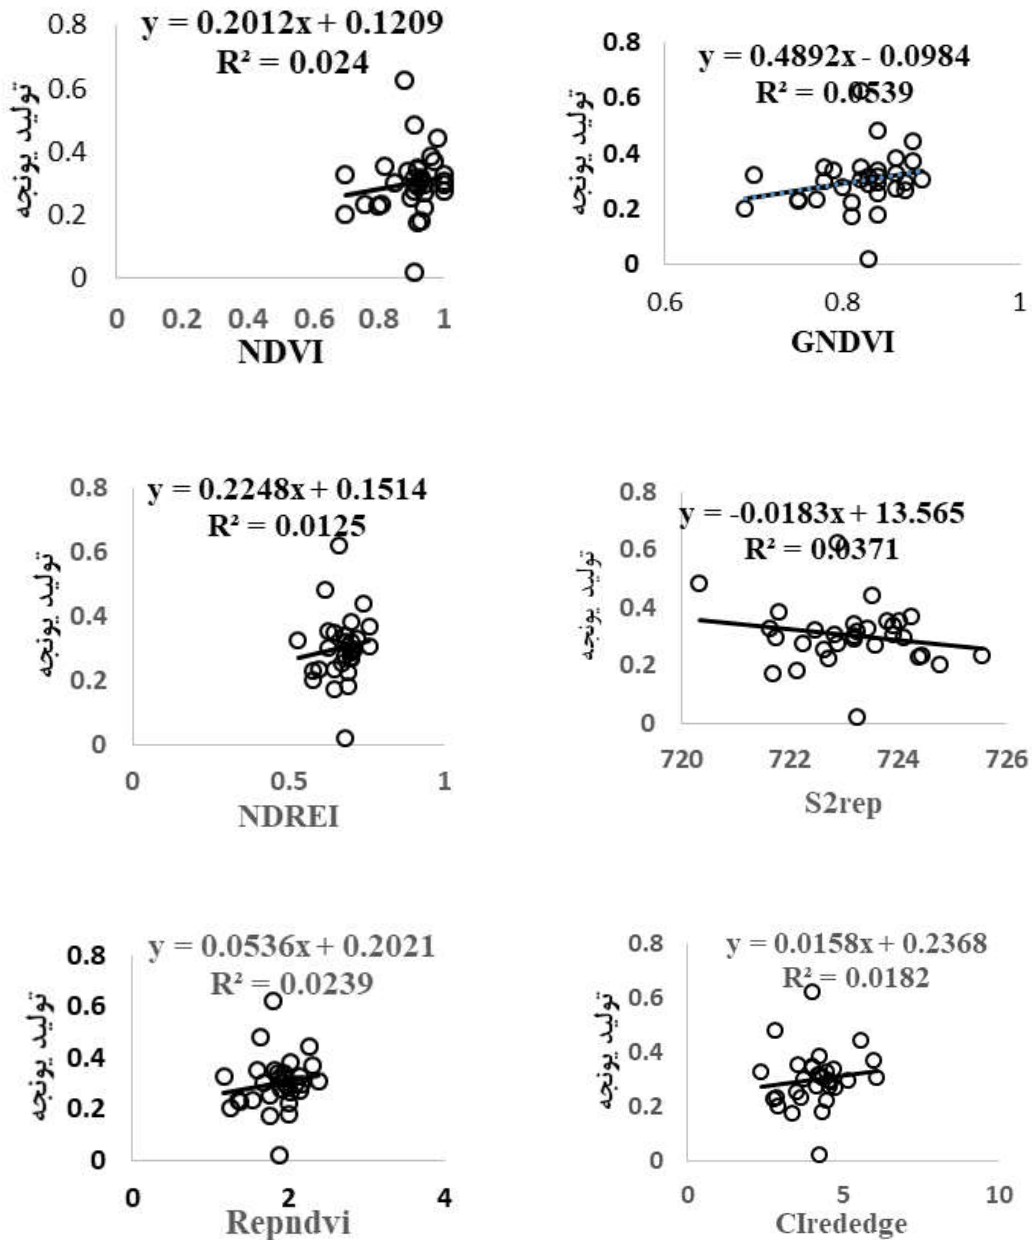 y = 0.2012x + 0.1209
R² = 0.024
0.8
0.6
0.4
0.2
0
تولید یونجه
0 0.2 0.4 0.6 0.8 1
NDVI
y = 0.4892x - 0.0984
R² = 0.0539
0.8
0.6
0.4
0.2
0
تولید یونجه
0.6 0.8 1
GNDVI
y = 0.2248x + 0.1514
R² = 0.0125
0.8
0.6
0.4
0.2
0
تولید یونجه
0 0.5 1
NDREI
y = -0.0183x + 13.565
R² = 0.0371
0.8
0.6
0.4
0.2
0
تولید یونجه
720 722 724 726
S2rep
y = 0.0536x + 0.2021
R² = 0.0239
0.8
0.6
0.4
0.2
0
تولید یونجه
0 2 4
Repndvi
y = 0.0158x + 0.2368
R² = 0.0182
0.8
0.6
0.4
0.2
0
تولید یونجه
0 5 10
CIrededge